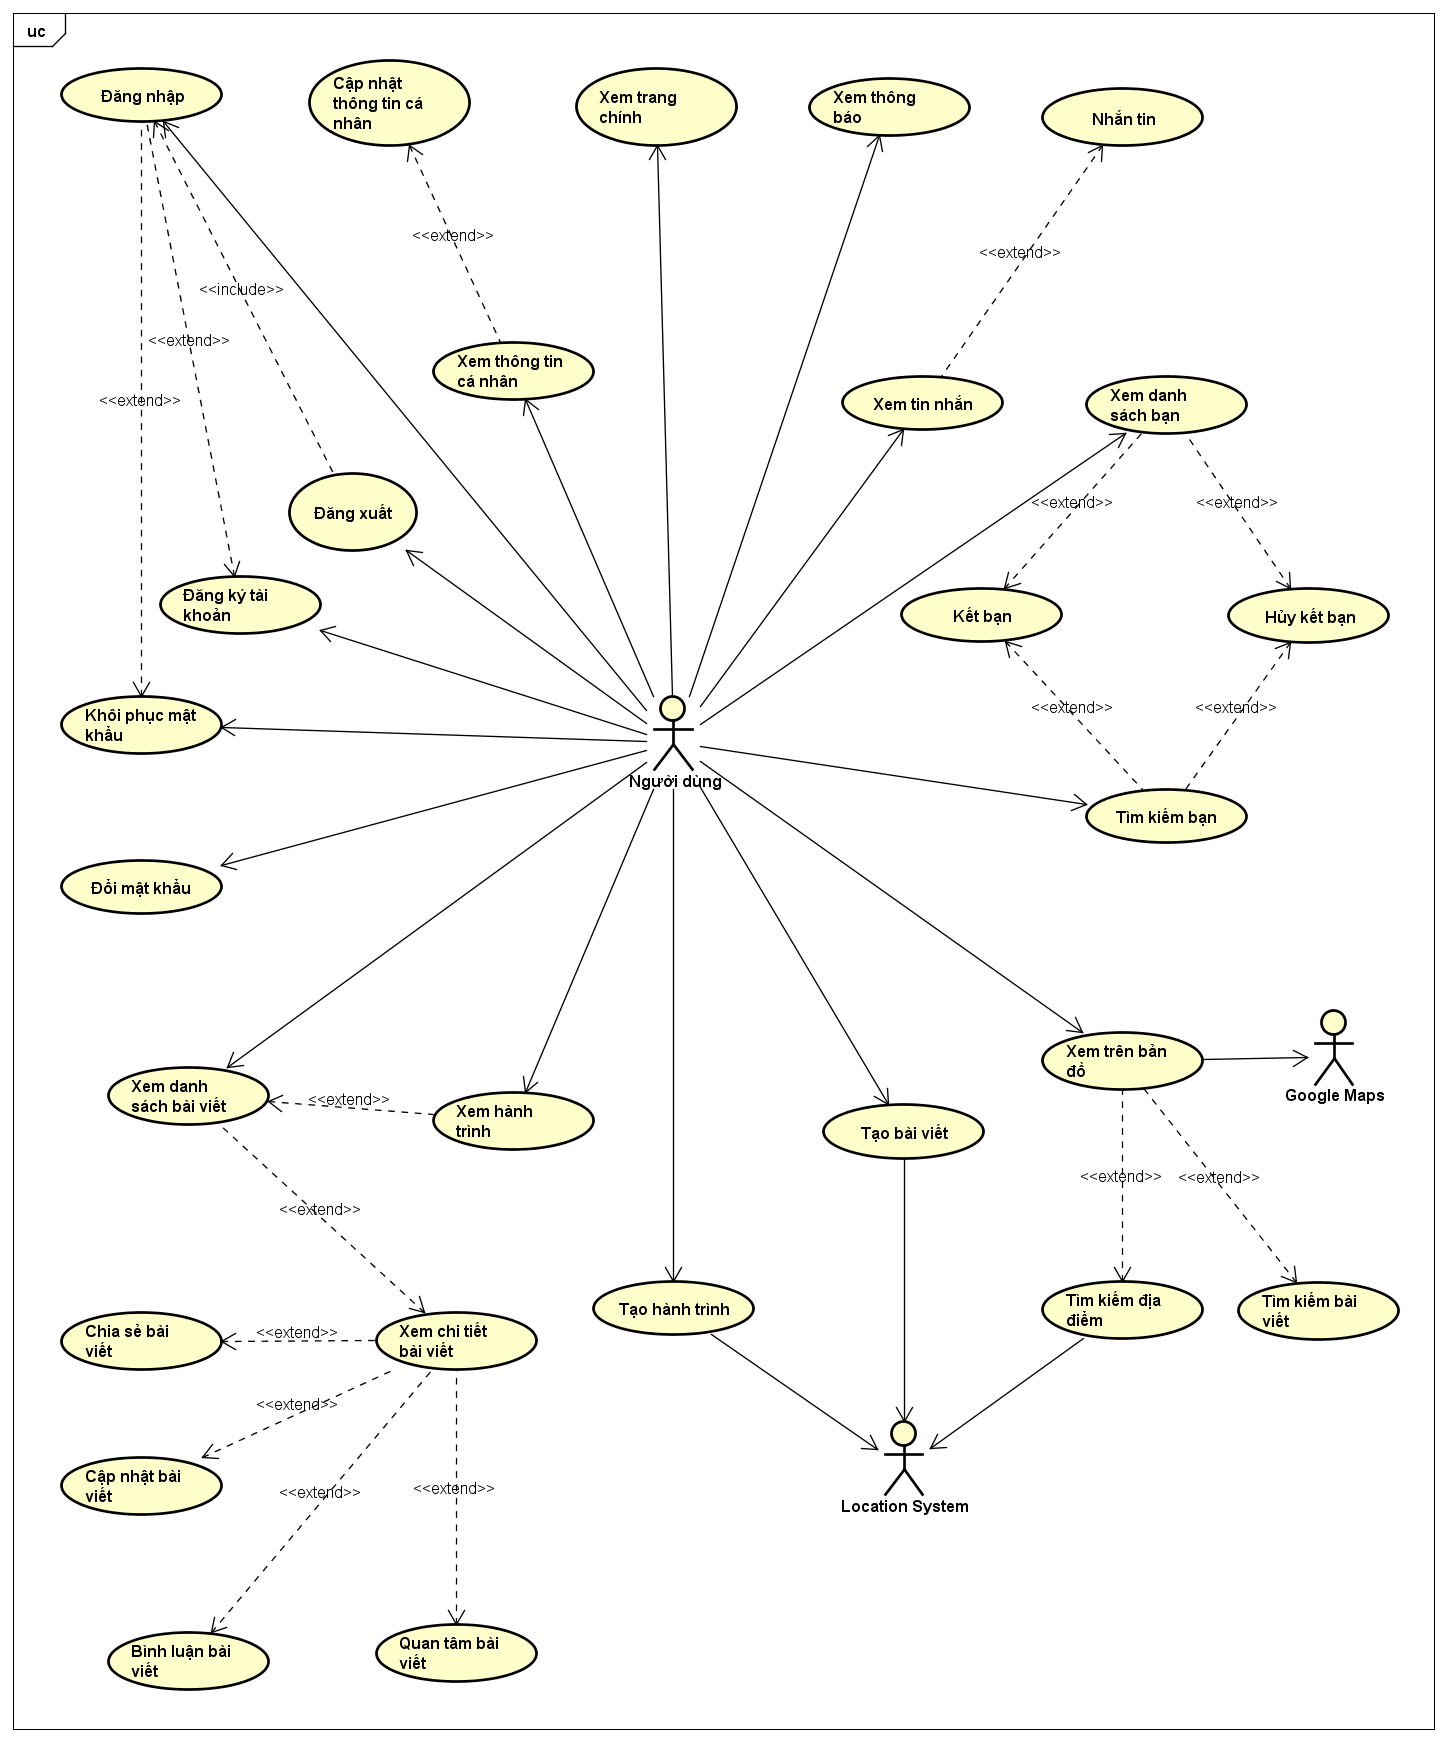 uc
Đăng nhập
Cập nhật
thông tin cá
nhân
Xem trang
chính
Xem thông
báo
Nhắn tin
<<extend>>
<<extend>>
<<include>>
<<extend>>
<<extend>>
Xem thông tin
cá nhân
Xem tin nhắn
Xem danh
sách bạn
Đăng xuất
<<extend>>
<<extend>>
Đăng ký tài
khoản
Kết bạn
Hủy kết bạn
Khôi phục mật
khẩu
<<extend>>
<<extend>>
Người dùng
Tìm kiếm bạn
Đổi mật khẩu
Xem danh
sách bài viết
<<extend>>
Xem hành
trình
Tạo bài viết
Xem trên bản
đồ
Google Maps
<<extend>>
<<extend>>
<<extend>>
Chia sẻ bài
viết
<<extend>>
Xem chi tiết
bài viết
Tạo hành trình
Tìm kiếm địa
điểm
Tìm kiếm bài
viết
<<extend>>
Cập nhật bài
viết
<<extend>>
<<extend>>
Location System
Bình luận bài
viết
Quan tâm bài
viết